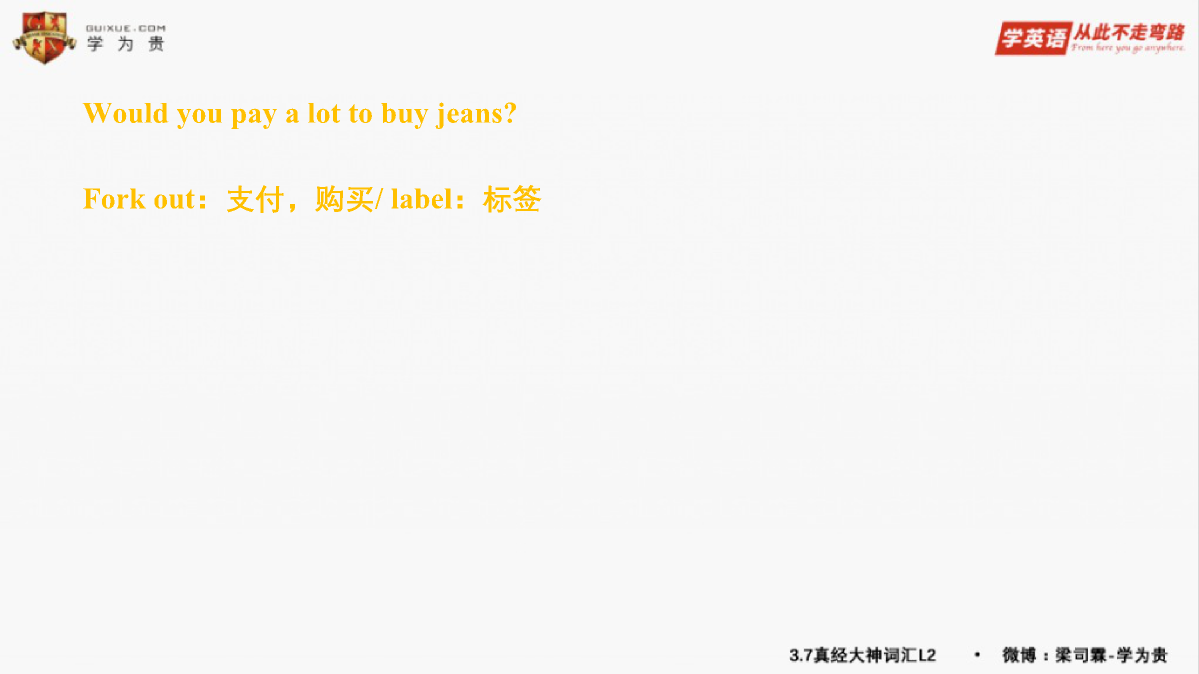 GUIXUE.COM
学为贵
学英语 从此不走弯路
From here you go anywhere.
Would you pay a lot to buy jeans?
Fork out：支付，购买/ label：标签
3.7真经大神词汇L2 • 微博：梁司霖-学为贵